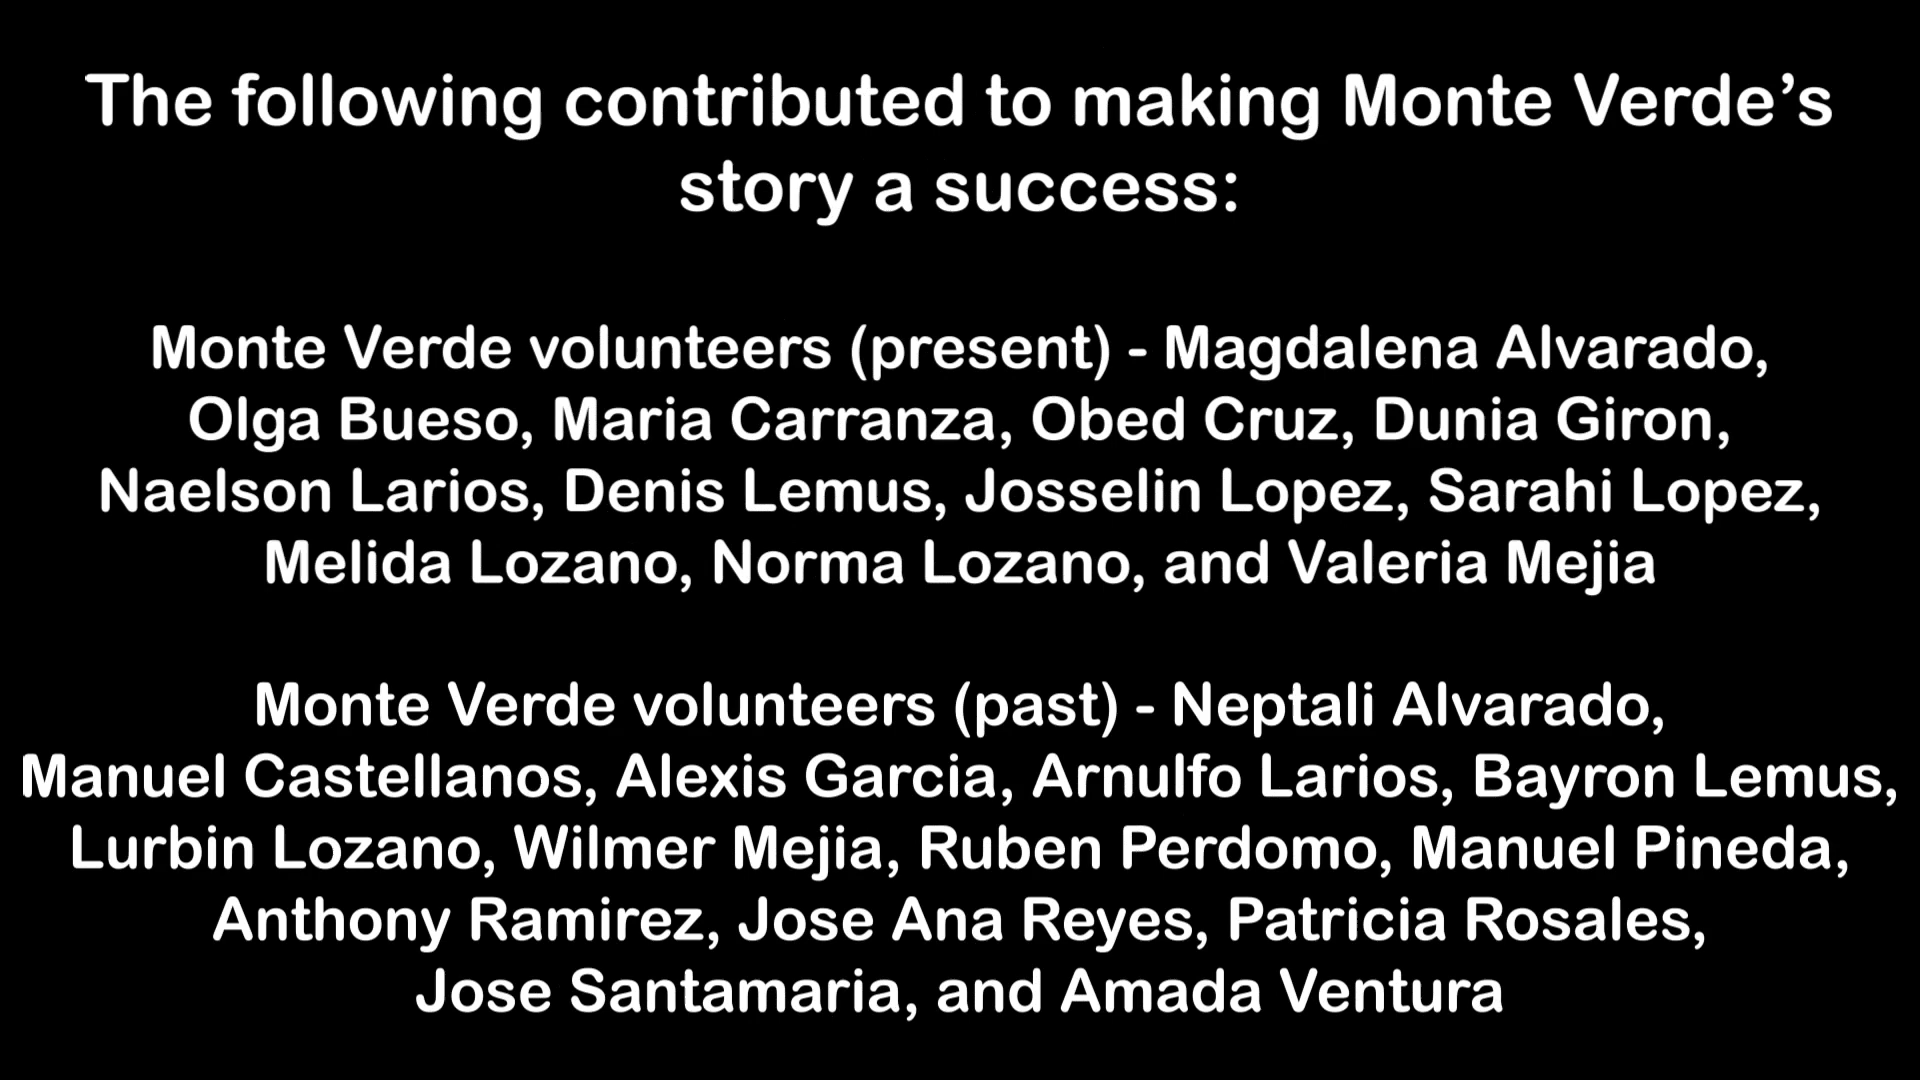 The following contributed to making Monte Verde’s
story a success:
Monte Verde volunteers (present) - Magdalena Alvarado,
Olga Bueso, Maria Carranza, Obed Cruz, Dunia Giron,
Naelson Larios, Denis Lemus, Josselin Lopez, Sarahi Lopez,
Melida Lozano, Norma Lozano, and Valeria Mejia
Monte Verde volunteers (past) - Neptali Alvarado,
Manuel Castellanos, Alexis Garcia, Arnulfo Larios, Bayron Lemus,
Lurbin Lozano, Wilmer Mejia, Ruben Perdomo, Manuel Pineda,
Anthony Ramirez, Jose Ana Reyes, Patricia Rosales,
Jose Santamaria, and Amada Ventura